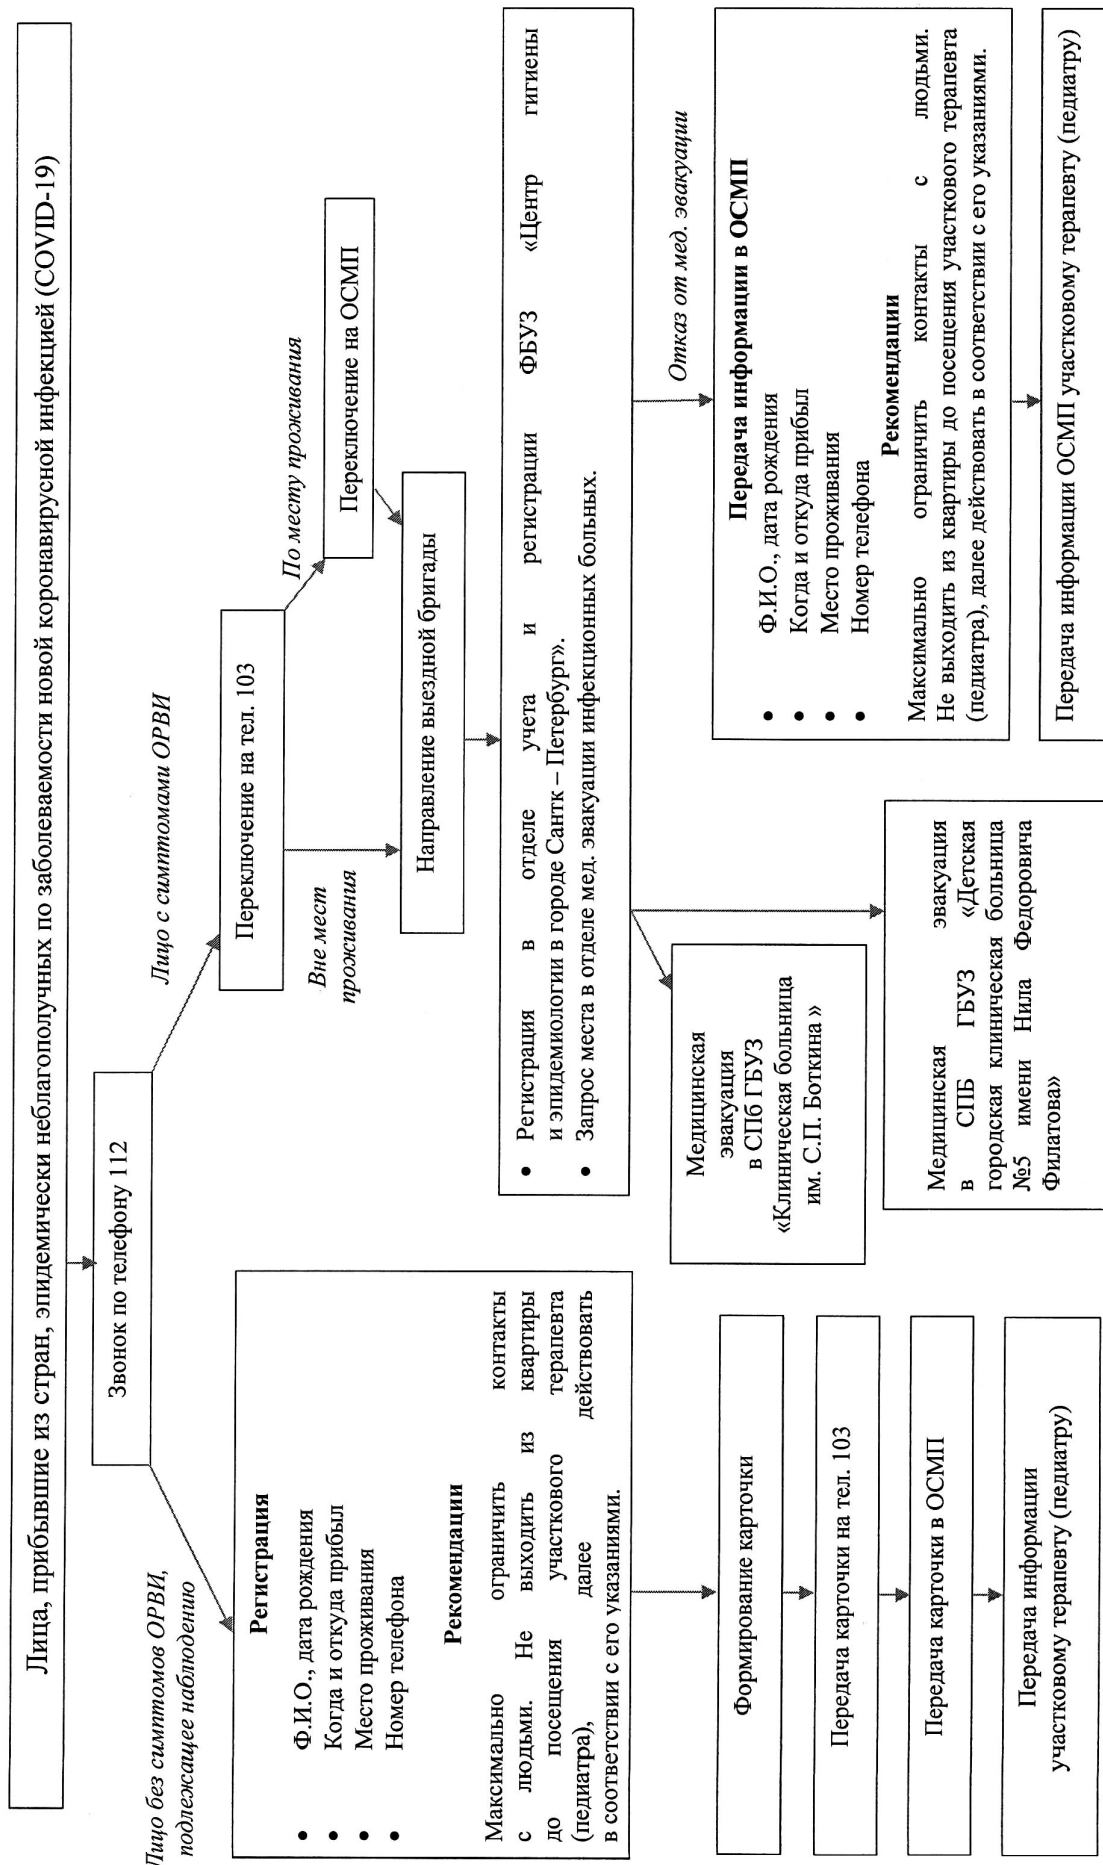 Лица, прибывшие из стран, эпидемически неблагополучных по заболеваемости новой коронавирусной инфекцией (COVID-19)
Звонок по телефону 112
Лицо без симптомов ОРВИ,
подлежащее наблюдению
Регистрация
• Ф.И.О., дата рождения
• Когда и откуда прибыл
• Место проживания
• Номер телефона
Рекомендации
Максимально ограничить контакты
с людьми. Не выходить из квартиры
до посещения участкового терапевта
(педиатра), далее действовать
в соответствии с его указаниями.
Формирование карточки
Передача карточки на тел. 103
Передача карточки в ОСМП
Передача информации
участковому терапевту (педиатру)
Лицо с симптомами ОРВИ
Переключение на тел. 103
Вне мест
проживания
По месту проживания
Переключение на ОСМП
Направление выездной бригады
• Регистрация в отделе учета и регистрации ФБУЗ «Центр гигиены
и эпидемиологии в городе Сантк – Петербург».
• Запрос места в отделе мед. эвакуации инфекционных больных.
Медицинская
эвакуация
в СПб ГБУЗ
«Клиническая больница
им. С.П. Боткина »
Медицинская эвакуация
в СПБ ГБУЗ «Детская
городская клиническая больница
№5 имени Нила Федоровича
Филатова»
Отказ от мед. эвакуации
Передача информации в ОСМП
• Ф.И.О., дата рождения
• Когда и откуда прибыл
• Место проживания
• Номер телефона
Рекомендации
Максимально ограничить контакты с людьми.
Не выходить из квартиры до посещения участкового терапевта
(педиатра), далее действовать в соответствии с его указаниями.
Передача информации ОСМП участковому терапевту (педиатру)